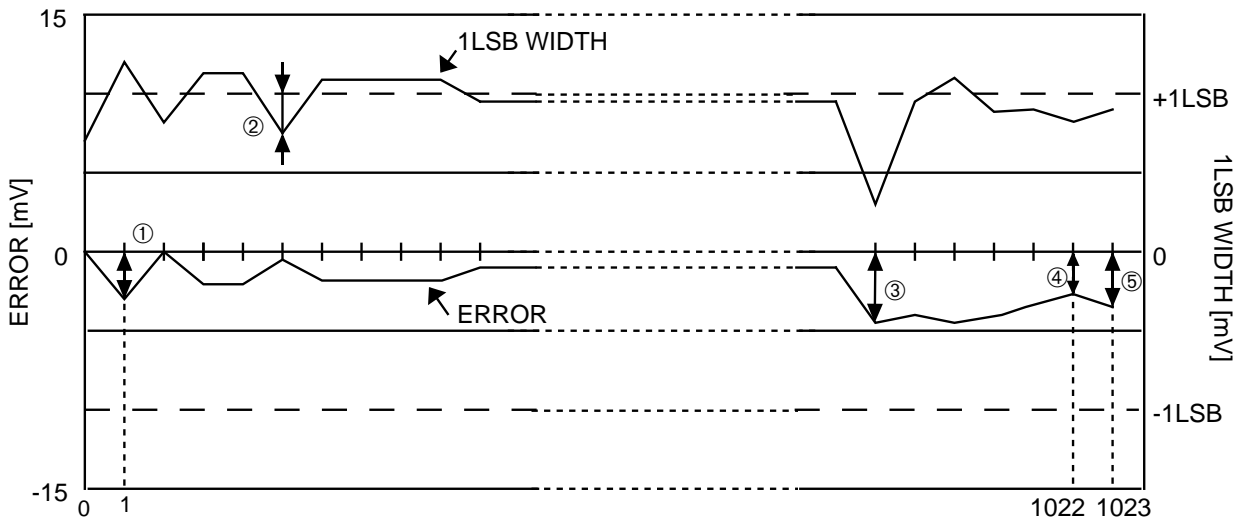 15
1LSB WIDTH
②
+1LSB
ERROR [mV]
1LSB WIDTH [mV]
①
0
0
③
④
⑤
ERROR
-1LSB
-15
0
1
1022
1023